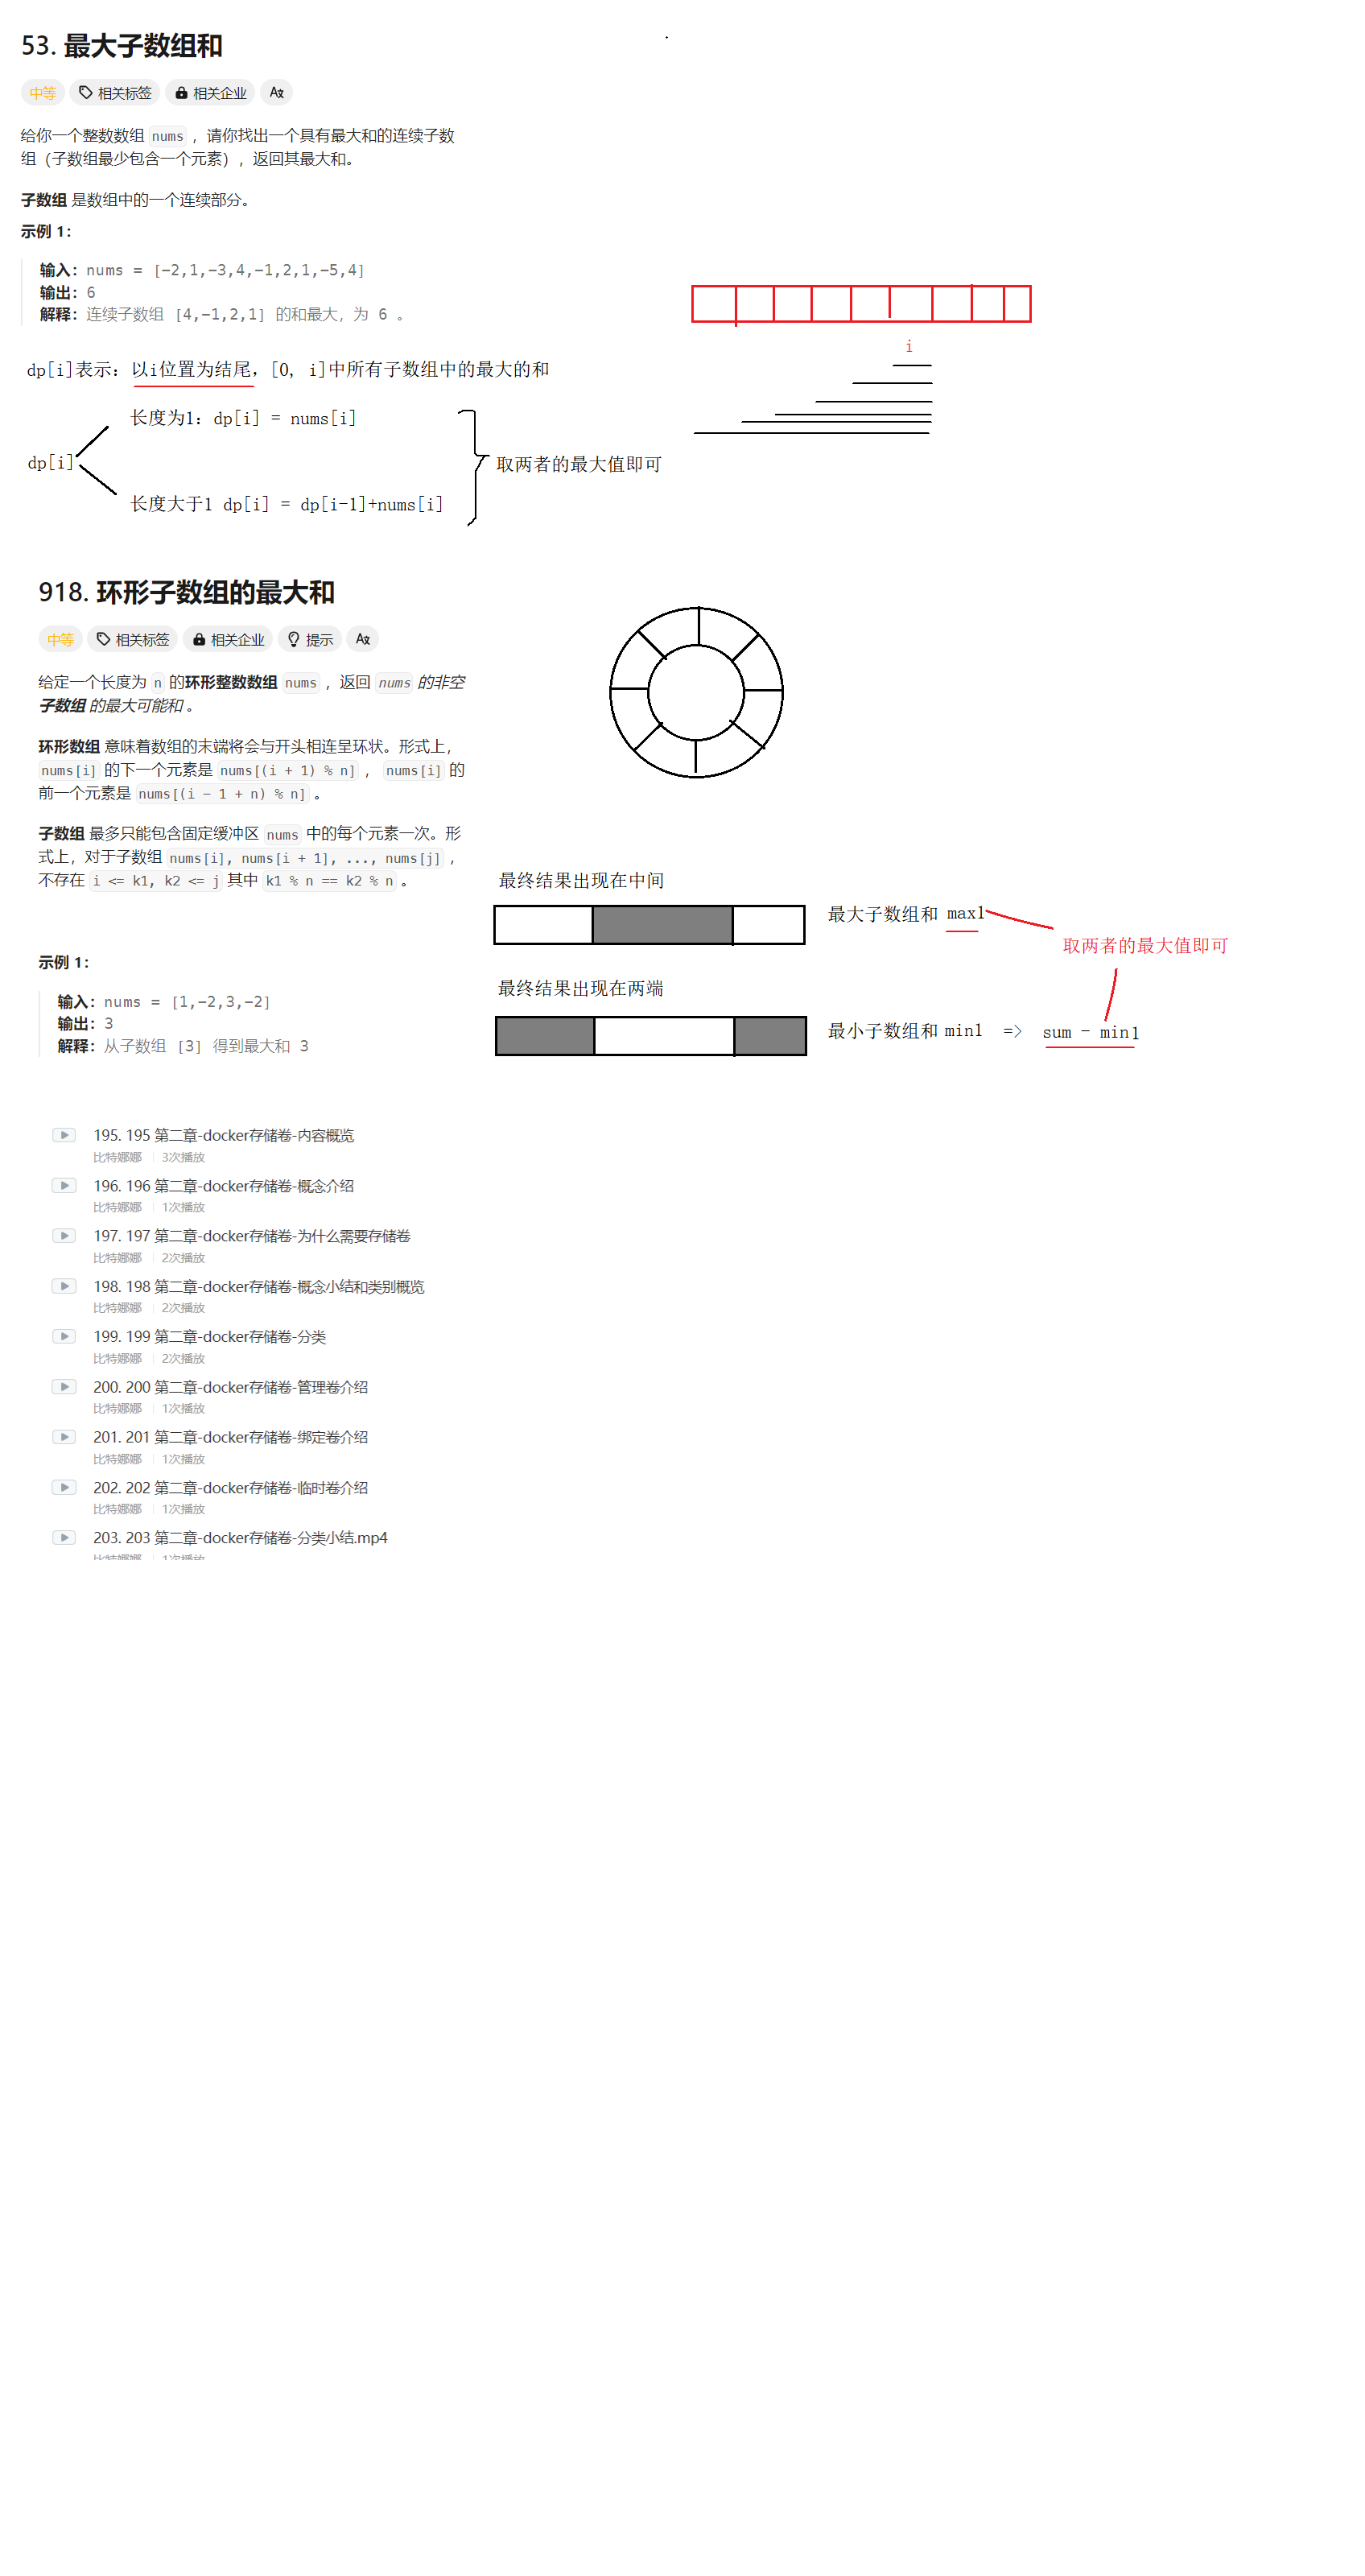 53. 最大子数组和
中等 相关标签 相关企业
给你一个整数数组 nums ，请你找出一个具有最大和的连续子数
组（子数组最少包含一个元素），返回其最大和。
子数组 是数组中的一个连续部分。
示例 1：
输入：nums = [-2,1,-3,4,-1,2,1,-5,4]
输出：6
解释：连续子数组 [4,-1,2,1] 的和最大，为 6 。
i
dp[i]表示：以i位置为结尾，[0, i]中所有子数组中的最大的和
长度为1：dp[i] = nums[i]
dp[i]
取两者的最大值即可
长度大于1 dp[i] = dp[i-1]+nums[i]
918. 环形子数组的最大和
中等 相关标签 相关企业 提示
给定一个长度为 n 的环形整数数组 nums ，返回 nums 的非空
子数组 的最大可能和 。
环形数组 意味着数组的末端将会与开头相连呈环状。形式上，
nums[i] 的下一个元素是 nums[(i + 1) % n] ， nums[i] 的
前一个元素是 nums[(i - 1 + n) % n] 。
子数组 最多只能包含固定缓冲区 nums 中的每个元素一次。形
式上，对于子数组 nums[i], nums[i + 1], ..., nums[j] ，
不存在 i <= k1, k2 <= j 其中 k1 % n == k2 % n 。
最终结果出现在中间
最大子数组和 max1
取两者的最大值即可
最终结果出现在两端
最小子数组和 min1 => sum - min1
示例 1：
输入：nums = [1,-2,3,-2]
输出：3
解释：从子数组 [3] 得到最大和 3
195. 195 第二章-docker存储卷-内容概览
比特娜娜 3次播放
196. 196 第二章-docker存储卷-概念介绍
比特娜娜 1次播放
197. 197 第二章-docker存储卷-为什么需要存储卷
比特娜娜 2次播放
198. 198 第二章-docker存储卷-概念小结和类别概览
比特娜娜 2次播放
199. 199 第二章-docker存储卷-分类
比特娜娜 2次播放
200. 200 第二章-docker存储卷-管理卷介绍
比特娜娜 1次播放
201. 201 第二章-docker存储卷-绑定卷介绍
比特娜娜 1次播放
202. 202 第二章-docker存储卷-临时卷介绍
比特娜娜 1次播放
203. 203 第二章-docker存储卷-分类小结.mp4
比特娜娜 1次播放